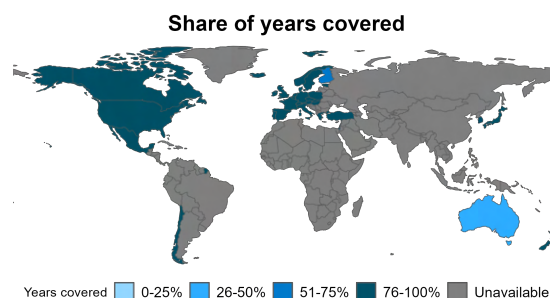 Share of years covered
Years covered 0-25% 26-50% 51-75% 76-100% Unavailable